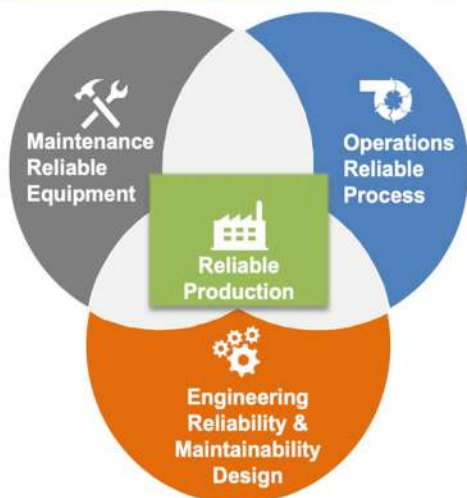 Maintenance
Reliable
Equipment
Operations
Reliable
Process
Reliable
Production
Engineering
Reliability &
Maintainability
Design